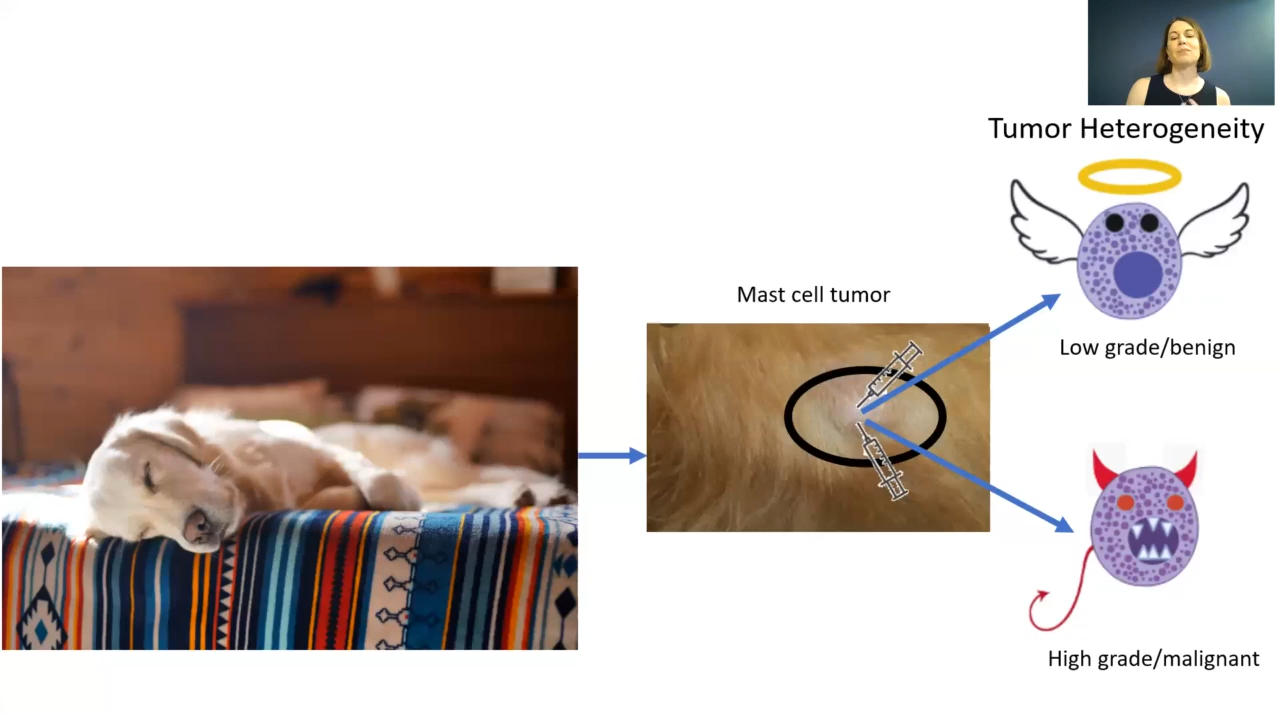 Tumor Heterogeneity
Mast cell tumor
Low grade/benign
High grade/malignant